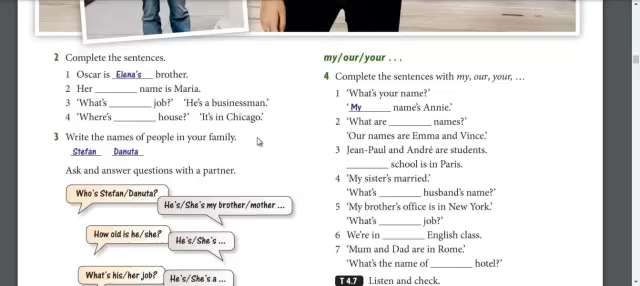 2 Complete the sentences.
1 Oscar is Elena's brother.
2 Her ________ name is Maria.
3 'What's ________ job?' 'He's a businessman.'
4 'Where's ________ house?' 'It's in Chicago.'
3 Write the names of people in your family.
Stefan Danuta
Ask and answer questions with a partner.
Who's Stefan/Danuta?
He's/She's my brother/mother ...
How old is he/she?
He's/She's ...
What's his/her job?
He's/She's a ...
my/our/your ...
4 Complete the sentences with my, our, your, ...
1 'What's your name?'
'My ________ name's Annie.'
2 'What are ________ names?'
'Our names are Emma and Vince.'
3 Jean-Paul and André are students.
________ school is in Paris.
4 'My sister's married.'
'What's ________ husband's name?'
5 'My brother's office is in New York.'
'What's ________ job?'
6 We're in ________ English class.
7 'Mum and Dad are in Rome.'
'What's the name of ________ hotel?'
T 4.7 Listen and check.